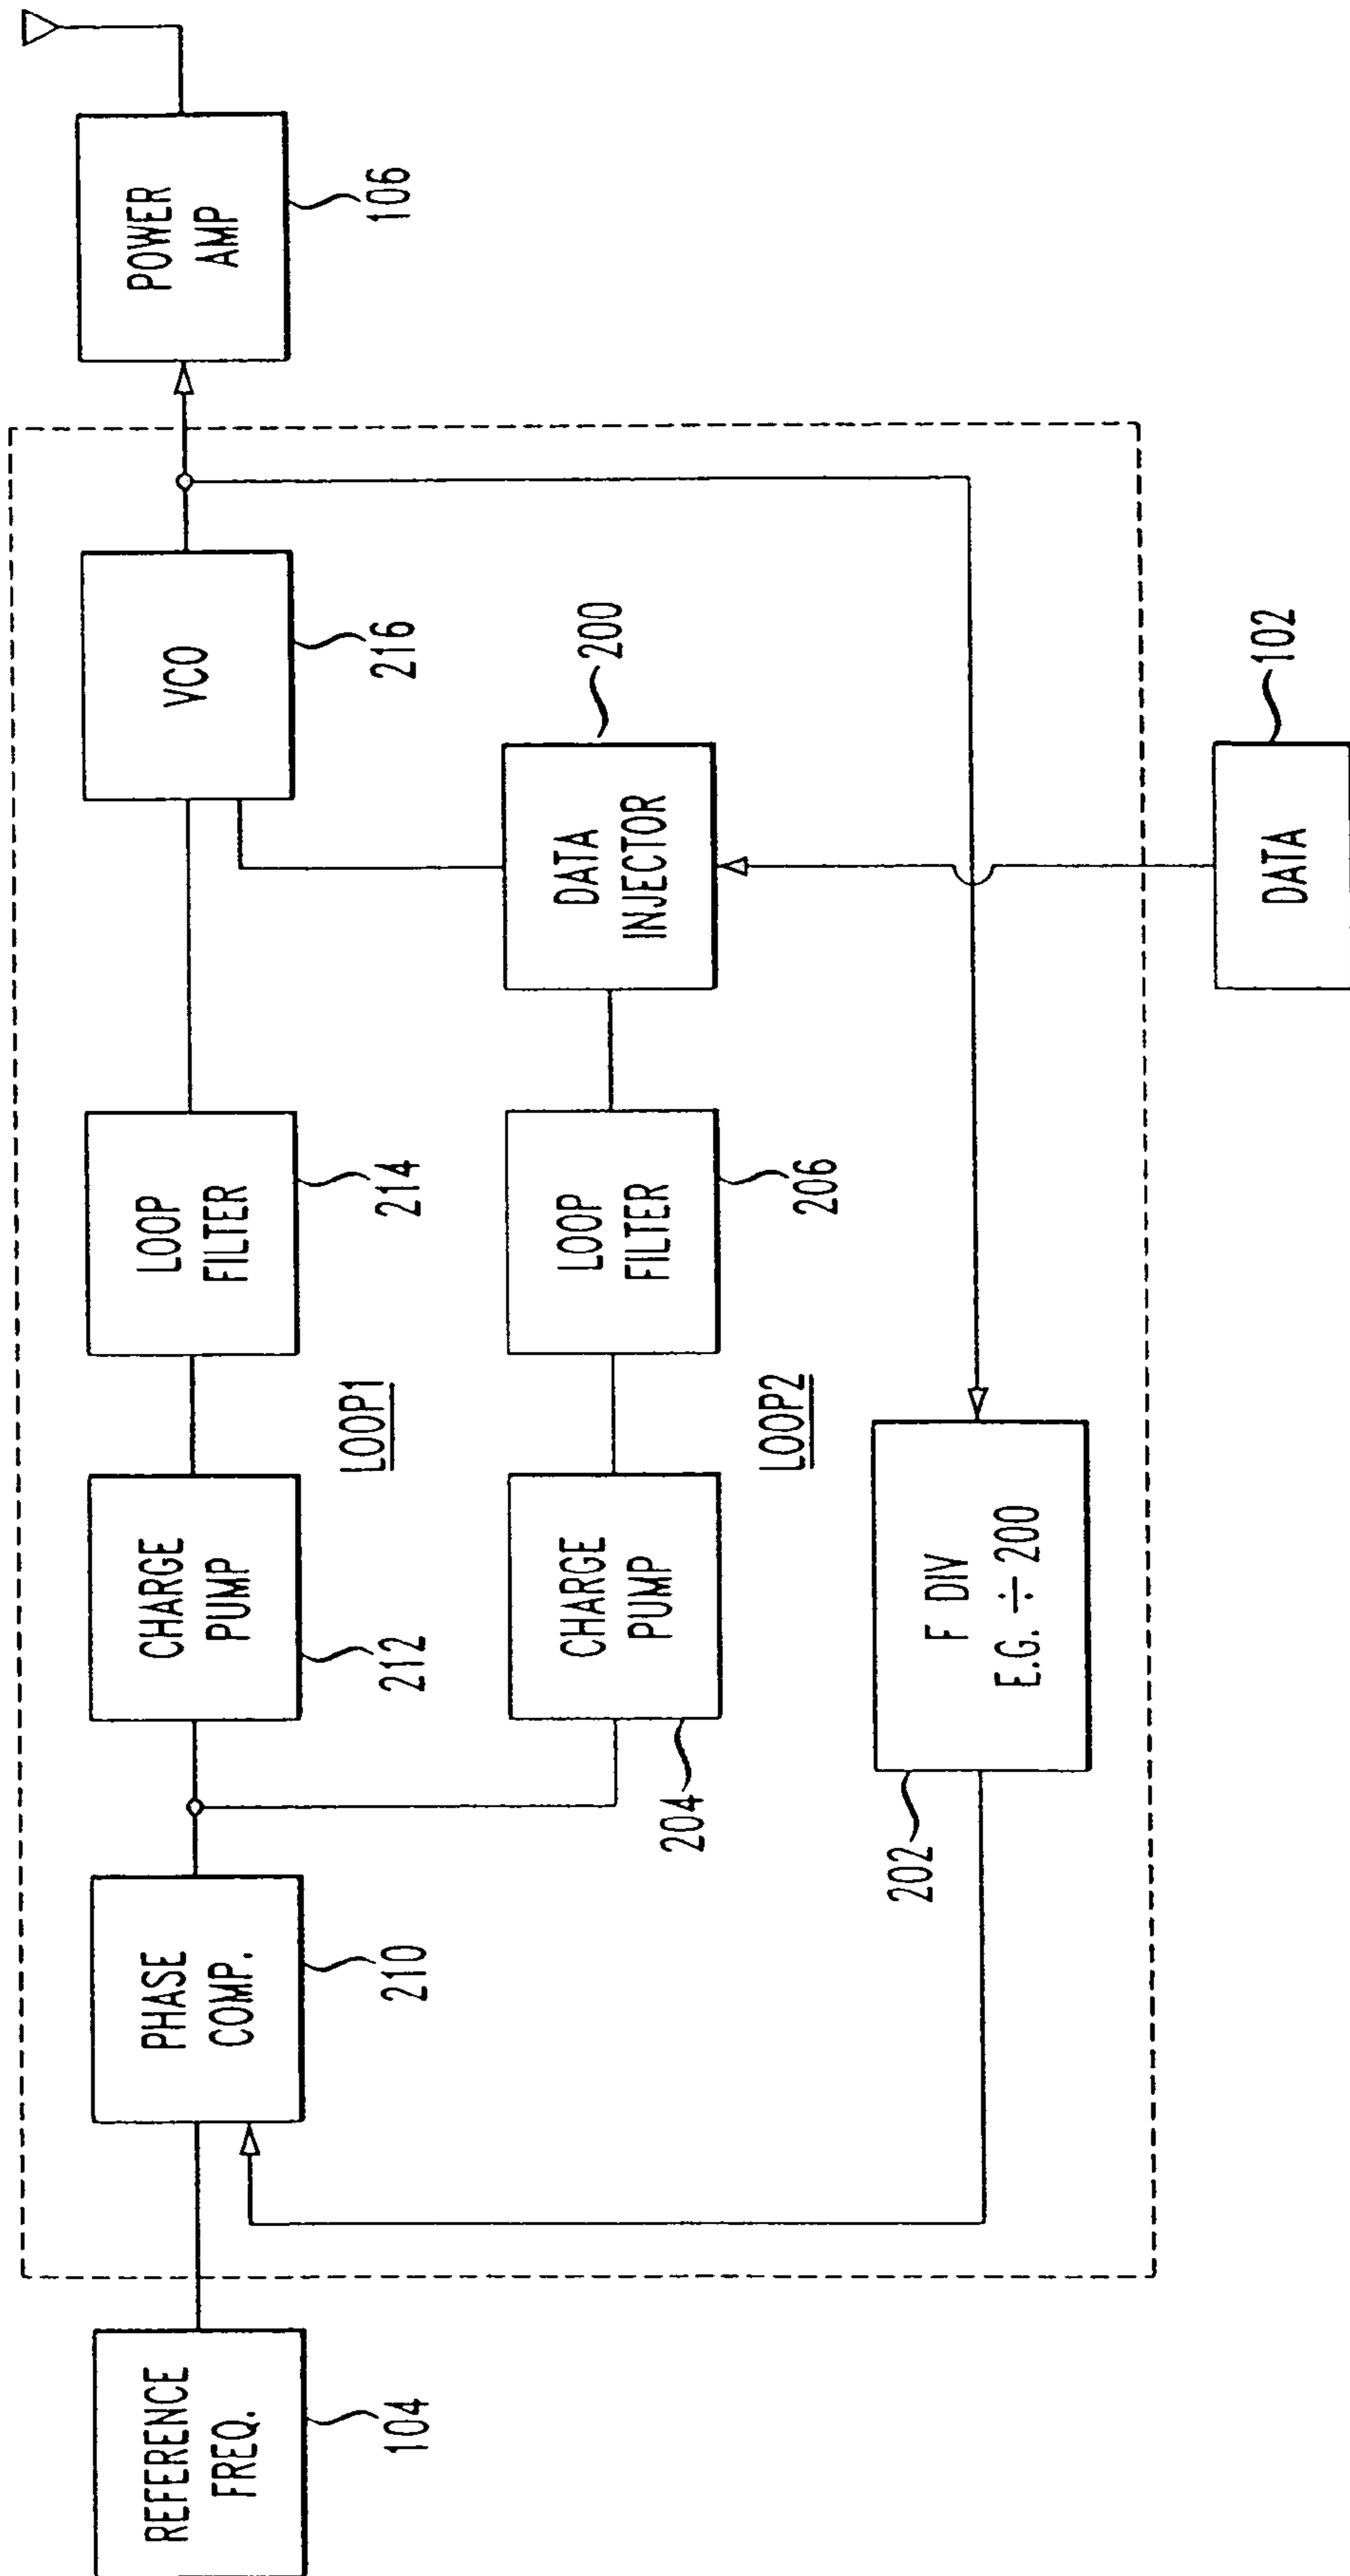 REFERENCE
FREQ.
104
PHASE
COMP.
210
CHARGE
PUMP
212
LOOP1
LOOP
FILTER
214
VCO
216
POWER
AMP
106
CHARGE
PUMP
204
LOOP2
LOOP
FILTER
206
DATA
INJECTOR
200
F DIV
E.G. ÷ 200
202
DATA
102